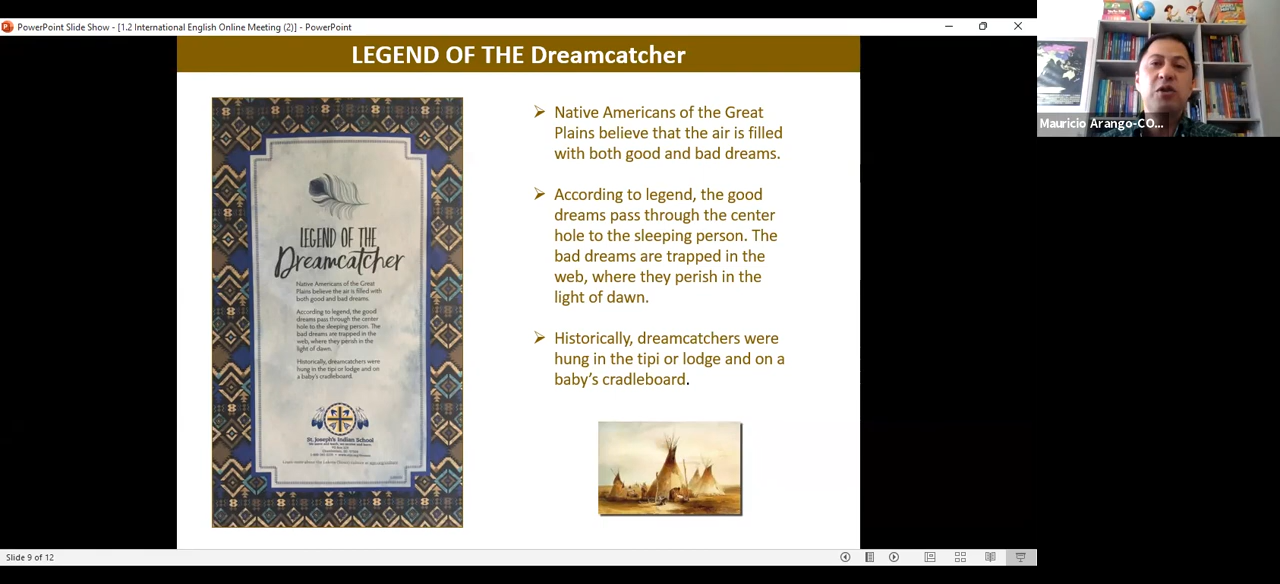 PowerPoint Slide Show - [1.2 International English Online Meeting (2)] - PowerPoint
Mauricio Arango-CO...
LEGEND OF THE Dreamcatcher
LEGEND OF THE
Dreamcatcher
Native Americans of the Great
Plains believe the air is filled with
both good and bad dreams.
According to legend, the good
dreams pass through the center
hole to the sleeping person. The
bad dreams are trapped in the
web, where they perish in the
light of dawn.
Historically, dreamcatchers were
hung in the tipi or lodge and on
a baby's cradleboard.
St. Joseph's Indian School
➢ Native Americans of the Great
Plains believe that the air is filled
with both good and bad dreams.
➢ According to legend, the good
dreams pass through the center
hole to the sleeping person. The
bad dreams are trapped in the
web, where they perish in the
light of dawn.
➢ Historically, dreamcatchers were
hung in the tipi or lodge and on a
baby's cradleboard.
Slide 9 of 12